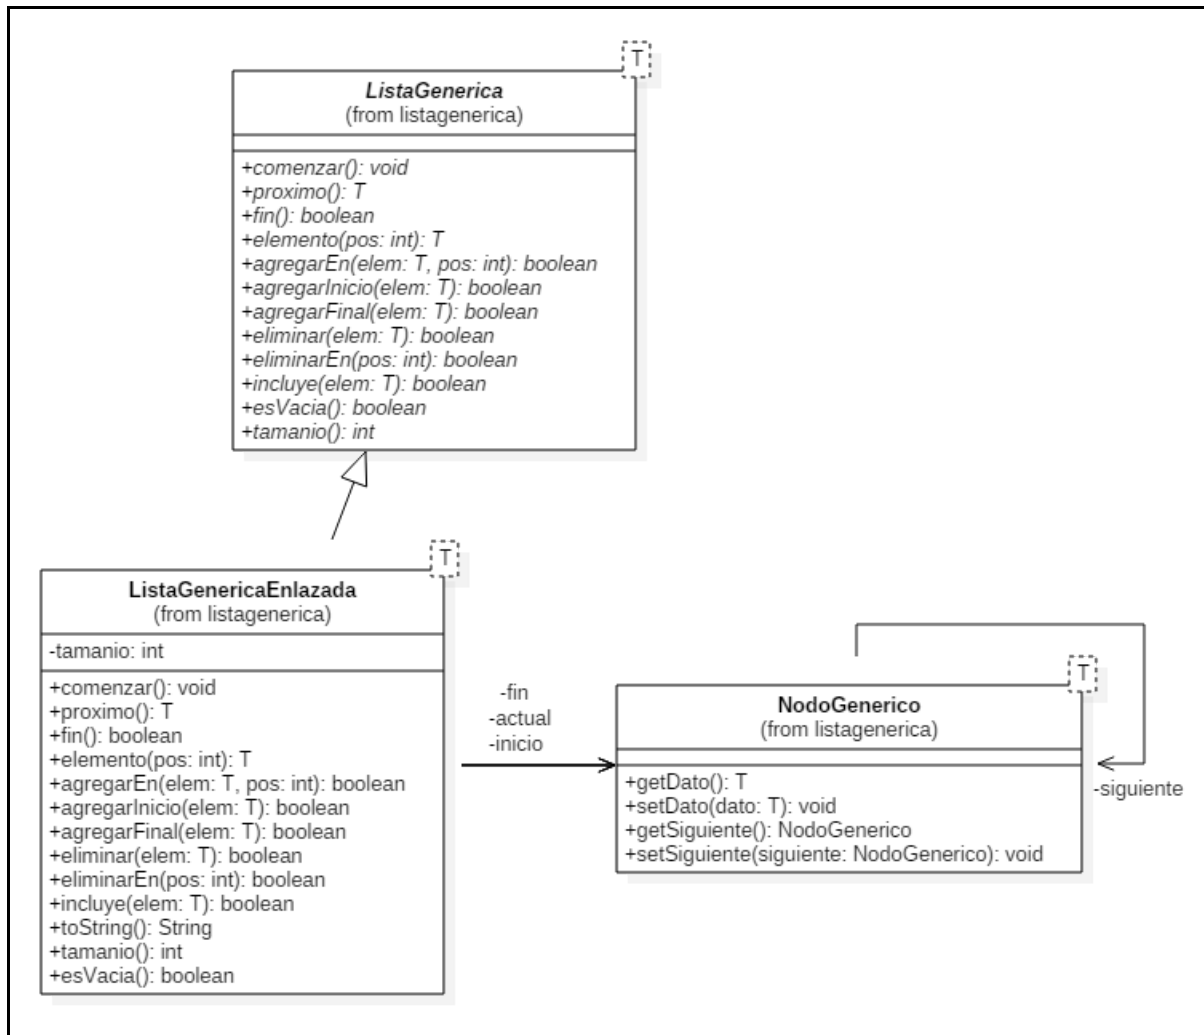 T
ListaGenerica
(from listagenerica)
+comenzar(): void
+proximo(): T
+fin(): boolean
+elemento(pos: int): T
+agregarEn(elem: T, pos: int): boolean
+agregarInicio(elem: T): boolean
+agregarFinal(elem: T): boolean
+eliminar(elem: T): boolean
+eliminarEn(pos: int): boolean
+incluye(elem: T): boolean
+esVacia(): boolean
+tamanio(): int
T
ListaGenericaEnlazada
(from listagenerica)
-tamanio: int
+comenzar(): void
+proximo(): T
+fin(): boolean
+elemento(pos: int): T
+agregarEn(elem: T, pos: int): boolean
+agregarInicio(elem: T): boolean
+agregarFinal(elem: T): boolean
+eliminar(elem: T): boolean
+eliminarEn(pos: int): boolean
+incluye(elem: T): boolean
+toString(): String
+tamanio(): int
+esVacia(): boolean
-fin
-actual
-inicio
T
NodoGenerico
(from listagenerica)
+getDato(): T
+setDato(dato: T): void
+getSiguiente(): NodoGenerico
+setSiguiente(siguiente: NodoGenerico): void
-siguiente